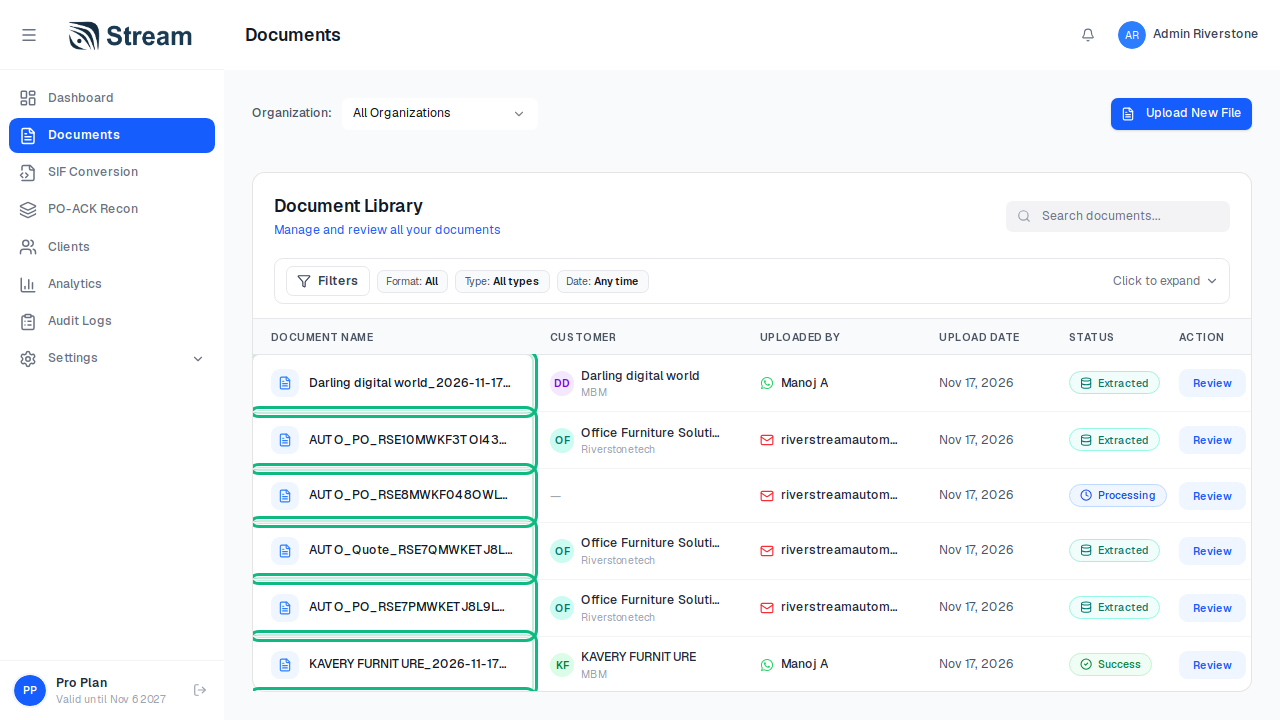 Stream
Documents
AR
Admin Riverstone
Dashboard
Documents
SIF Conversion
PO-ACK Recon
Clients
Analytics
Audit Logs
Settings
PP
Pro Plan
Valid until Nov 6 2027
Organization:
All Organizations
Upload New File
Document Library
Manage and review all your documents
Search documents...
Filters
Format: All
Type: All types
Date: Any time
Click to expand
DOCUMENT NAME
CUSTOMER
UPLOADED BY
UPLOAD DATE
STATUS
ACTION
Darling digital world_2026-11-17...
DD
Darling digital world
MBM
Manoj A
Nov 17, 2026
Extracted
Review
AUTO_PO_RSE10MWKF3TOI43...
OF
Office Furniture Soluti...
Riverstonetech
riverstreamautom...
Nov 17, 2026
Extracted
Review
AUTO_PO_RSE8MWKF048OWL...
—
riverstreamautom...
Nov 17, 2026
Processing
Review
AUTO_Quote_RSE7QMWKETJ8L...
OF
Office Furniture Soluti...
Riverstonetech
riverstreamautom...
Nov 17, 2026
Extracted
Review
AUTO_PO_RSE7PMWKETJ8L9L...
OF
Office Furniture Soluti...
Riverstonetech
riverstreamautom...
Nov 17, 2026
Extracted
Review
KAVERY FURNITURE_2026-11-17...
KF
KAVERY FURNITURE
MBM
Manoj A
Nov 17, 2026
Success
Review